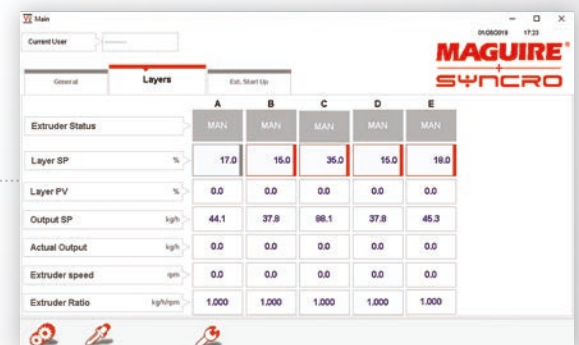 Main
Current User
01/08/2019 17:23
MAGUIRE®
+
SYNCRO
General Layers Ext. Start Up
A B C D E
Extruder Status MAN MAN MAN MAN MAN
Layer SP % 17.0 15.0 35.0 15.0 18.0
Layer PV % 0.0 0.0 0.0 0.0 0.0
Output SP kg/h 44.1 37.8 88.1 37.8 45.3
Actual Output kg/h 0.0 0.0 0.0 0.0 0.0
Extruder speed rpm 0.0 0.0 0.0 0.0 0.0
Extruder Ratio kg/h/rpm 1.000 1.000 1.000 1.000 1.000